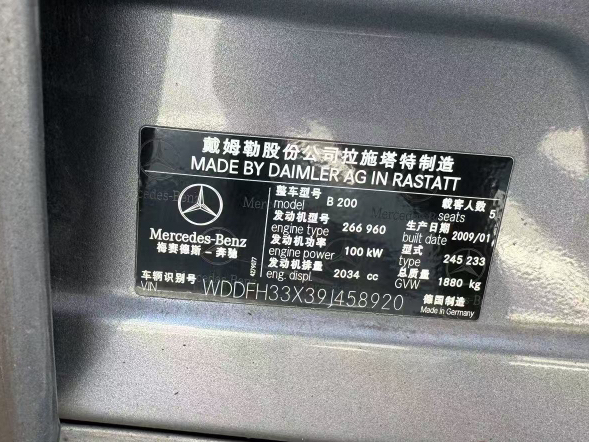 戴姆勒股份公司拉施塔特制造
MADE BY DAIMLER AG IN RASTATT
Mercedes-Benz
梅赛德斯-奔驰
整车型号
model B 200
载客人数
seats 5
发动机型号
engine type 266 960
生产日期
built date 2009/01
发动机功率
engine power 100 kW
型式
type 245 233
发动机排量
eng. displ. 2034 cc
总质量
GVW 1880 kg
车辆识别号
VIN WDDFH33X39J458920
德国制造
Made in Germany